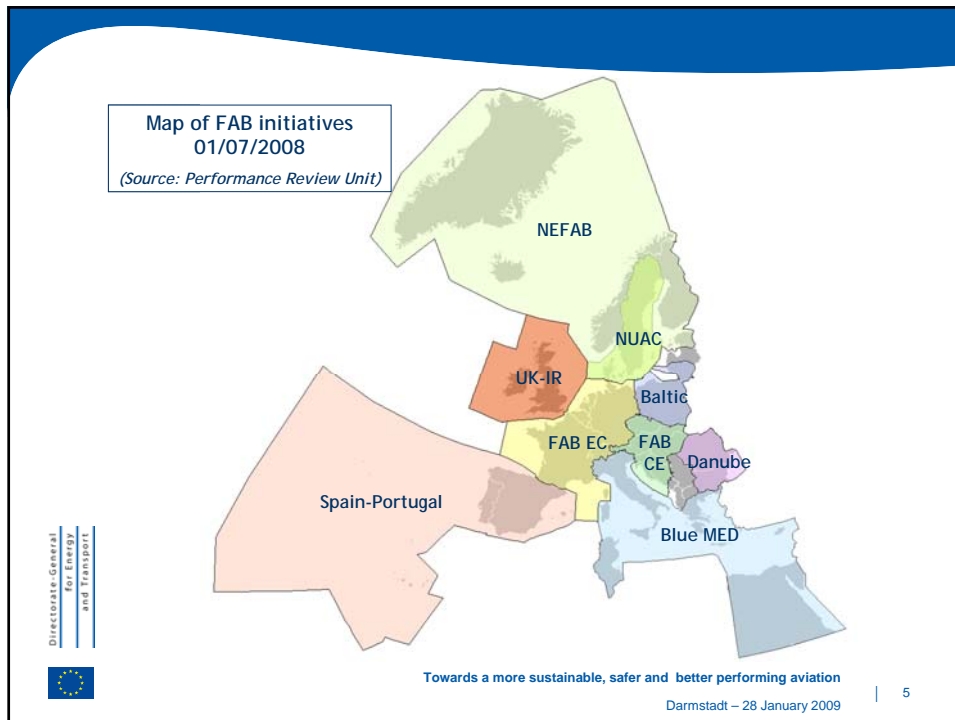 Map of FAB initiatives
01/07/2008
(Source: Performance Review Unit)
NEFAB
NUAC
UK-IR
Baltic
FAB EC
FAB
CE
Danube
Spain-Portugal
Blue MED
Directorate-General
for Energy
and Transport
Towards a more sustainable, safer and better performing aviation
Darmstadt – 28 January 2009
5